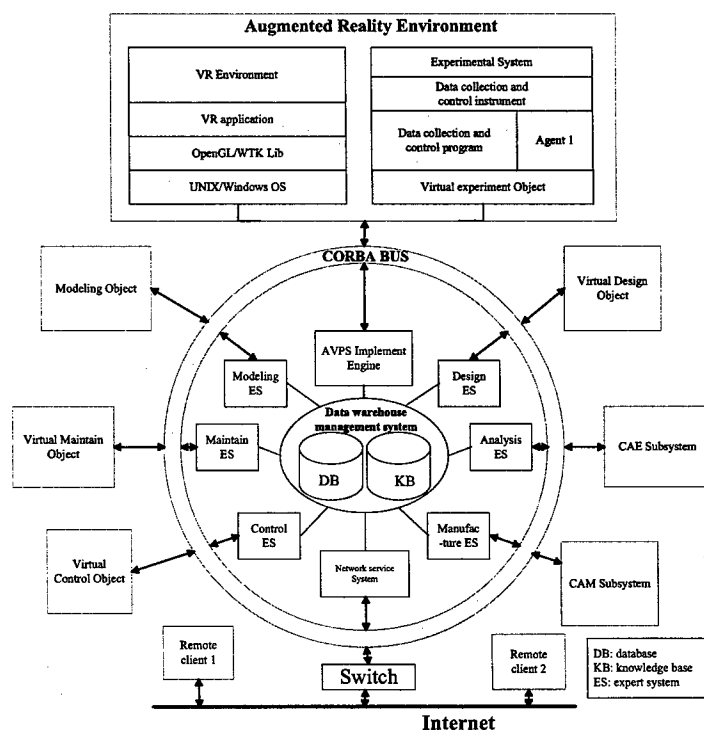 Augmented Reality Environment
VR Environment
VR application
OpenGL/WTK Lib
UNIX/Windows OS
Experimental System
Data collection and
control instrument
Data collection and
control program
Agent 1
Virtual experiment Object
CORBA BUS
Modeling Object
Virtual Design
Object
AVPS Implement
Engine
Modeling
ES
Design
ES
Data warehouse
management system
DB
KB
Virtual Maintain
Object
Maintain
ES
Analysis
ES
CAE Subsystem
Control
ES
Manufac
-ture ES
Virtual
Control Object
Network service
System
CAM Subsystem
Remote
client 1
Switch
Remote
client 2
DB: database
KB: knowledge base
ES: expert system
Internet